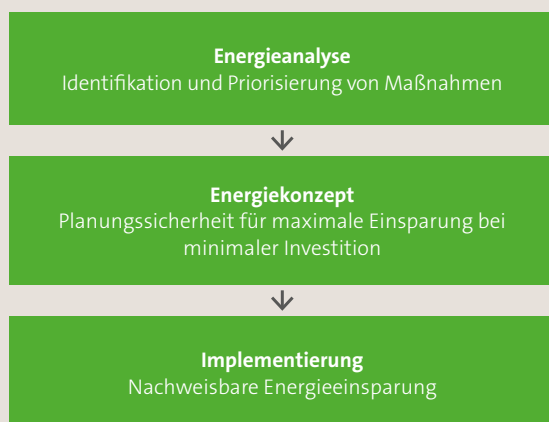 Energieanalyse
Identifikation und Priorisierung von Maßnahmen
Energiekonzept
Planungssicherheit für maximale Einsparung bei
minimaler Investition
Implementierung
Nachweisbare Energieeinsparung